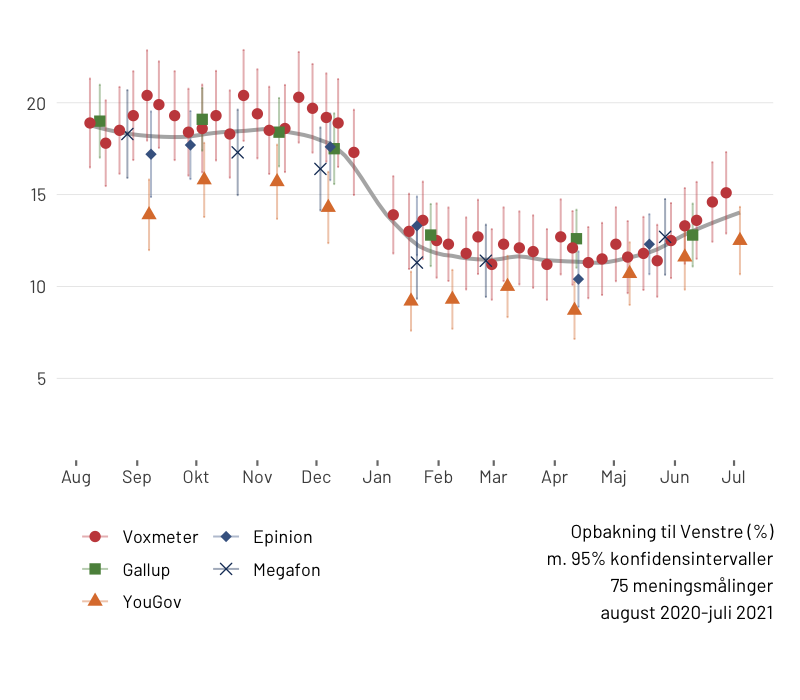 20
15
10
5
Aug Sep Okt Nov Dec Jan Feb Mar Apr Maj Jun Jul
Voxmeter Epinion
Gallup Megafon
YouGov
Opbakning til Venstre (%)
m. 95% konfidensintervaller
75 meningsmålinger
august 2020-juli 2021